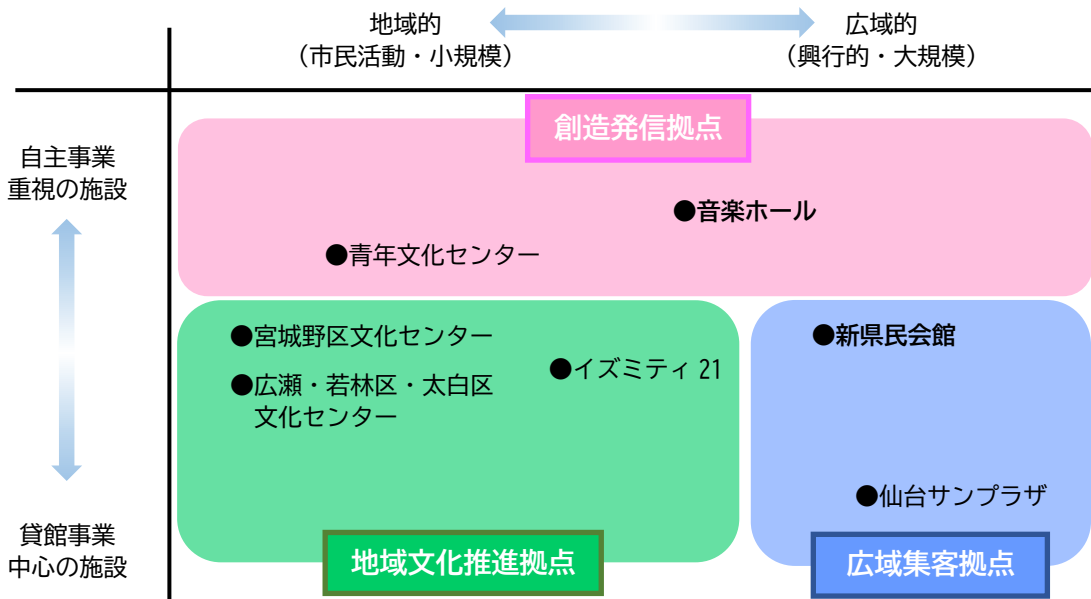 地域的
（市民活動・小規模）
広域的
（興行的・大規模）
自主事業
重視の施設
創造発信拠点
●音楽ホール
●青年文化センター
●宮城野区文化センター
●広瀬・若林区・太白区
文化センター
●イズミティ 21
地域文化推進拠点
●新県民会館
●仙台サンプラザ
広域集客拠点
貸館事業
中心の施設